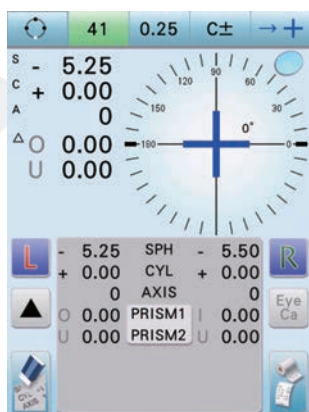 41 0.25 C± → +
S - 5.25
C + 0.00
A 0
△ O 0.00
U 0.00
90
120 60
150 30
0°
180 0
L - 5.25 SPH - 5.50 R
+ 0.00 CYL + 0.00
0 AXIS 0
▲ O 0.00 PRISM1 I 0.00 Eye Ca
U 0.00 PRISM2 U 0.00
CYL ±
AXIS